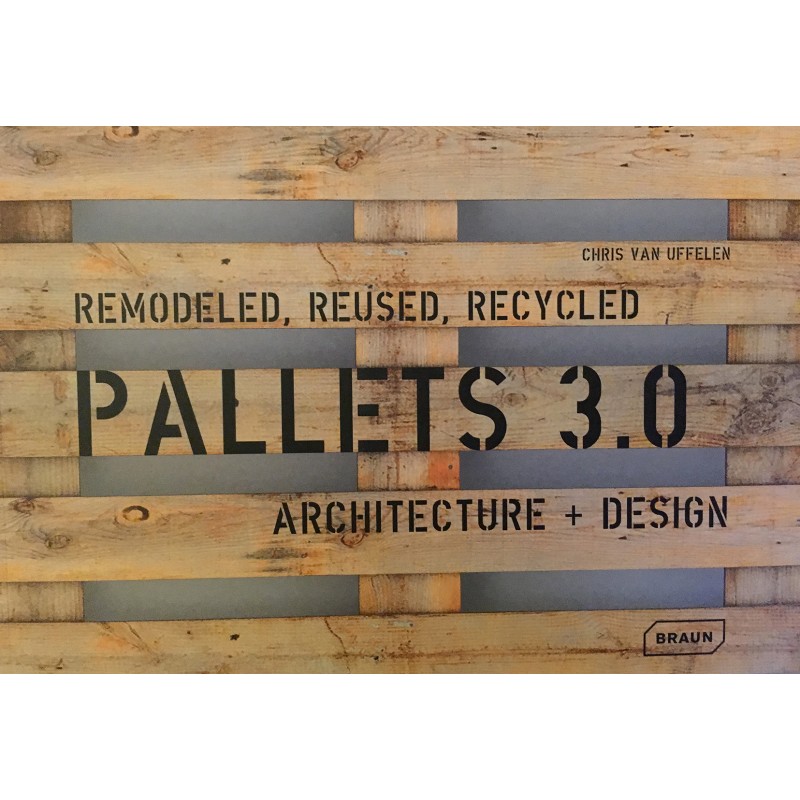 CHRIS VAN UFFELEN
REMODELED, REUSED, RECYCLED
PALLETS 3.0
ARCHITECTURE + DESIGN
BRAUN